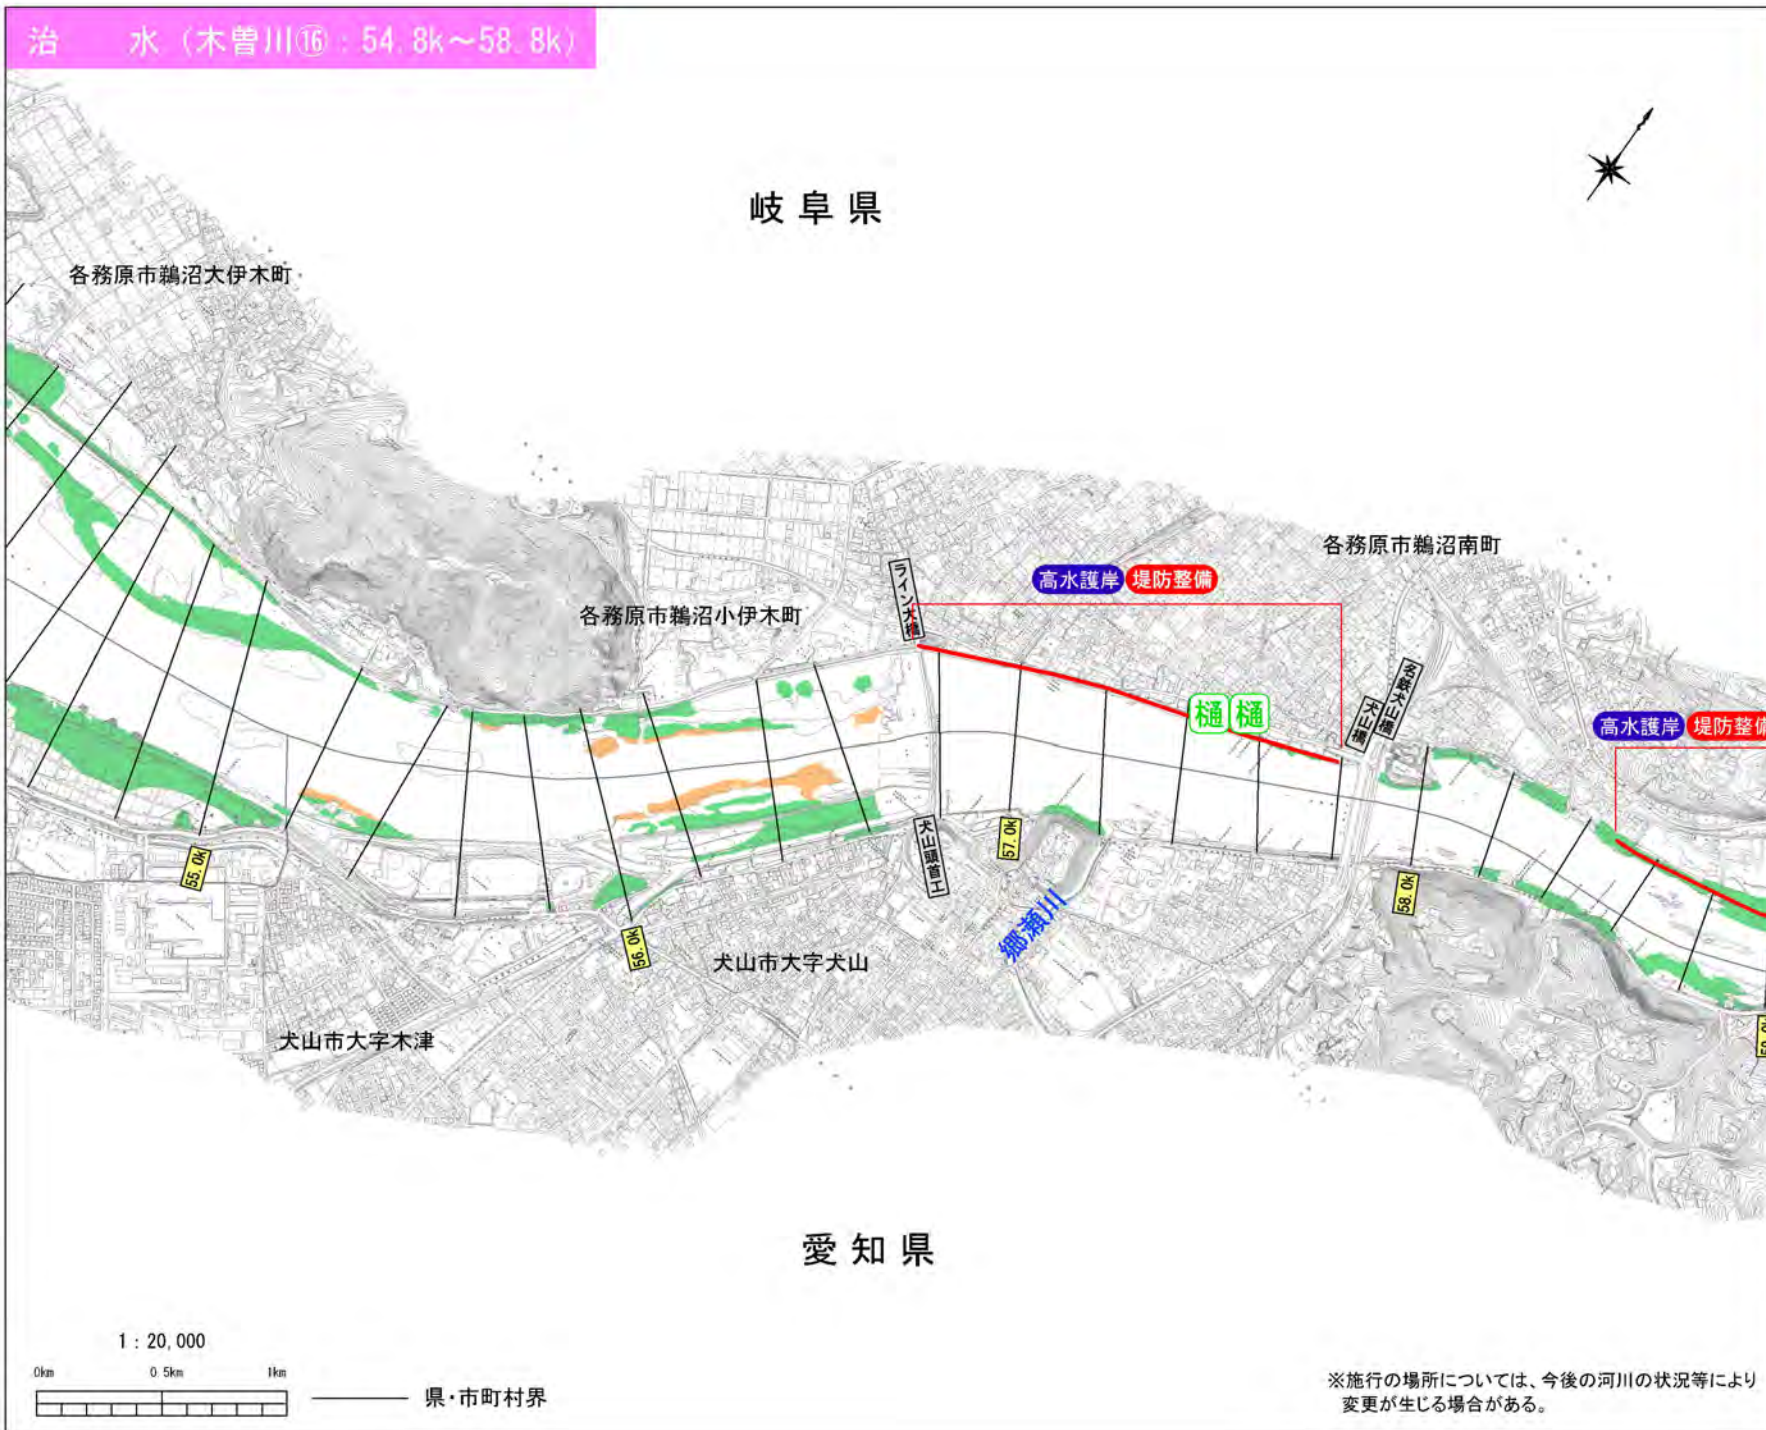 治　水（木曽川⑯：54.8k～58.8k）
岐阜県
各務原市鵜沼大伊木町
各務原市鵜沼南町
高水護岸 堤防整備
ライン大橋
各務原市鵜沼小伊木町
名鉄犬山橋
犬山橋
樋 樋
高水護岸 堤防整備
犬山頭首工
57.0k
55.0k
58.0k
郷瀬川
56.0k
犬山市大字犬山
犬山市大字木津
愛知県
1：20,000
0km 0.5km 1km
県・市町村界
※施行の場所については、今後の河川の状況等により
変更が生じる場合がある。